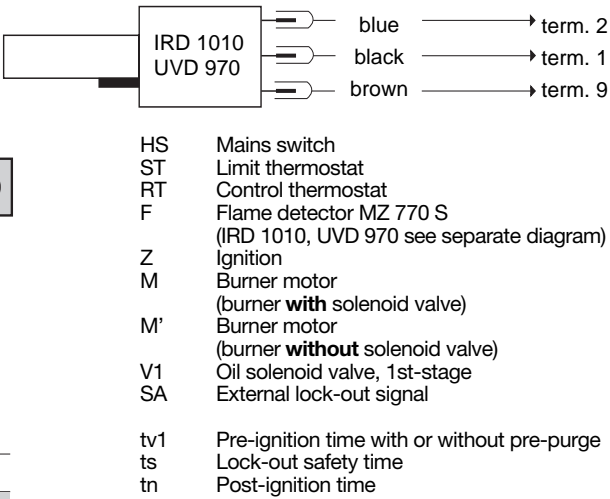 IRD 1010
UVD 970
blue term. 2
black term. 1
brown term. 9
HS Mains switch
ST Limit thermostat
RT Control thermostat
F Flame detector MZ 770 S
(IRD 1010, UVD 970 see separate diagram)
Z Ignition
M Burner motor
(burner with solenoid valve)
M’ Burner motor
(burner without solenoid valve)
V1 Oil solenoid valve, 1st-stage
SA External lock-out signal
tv1 Pre-ignition time with or without pre-purge
ts Lock-out safety time
tn Post-ignition time